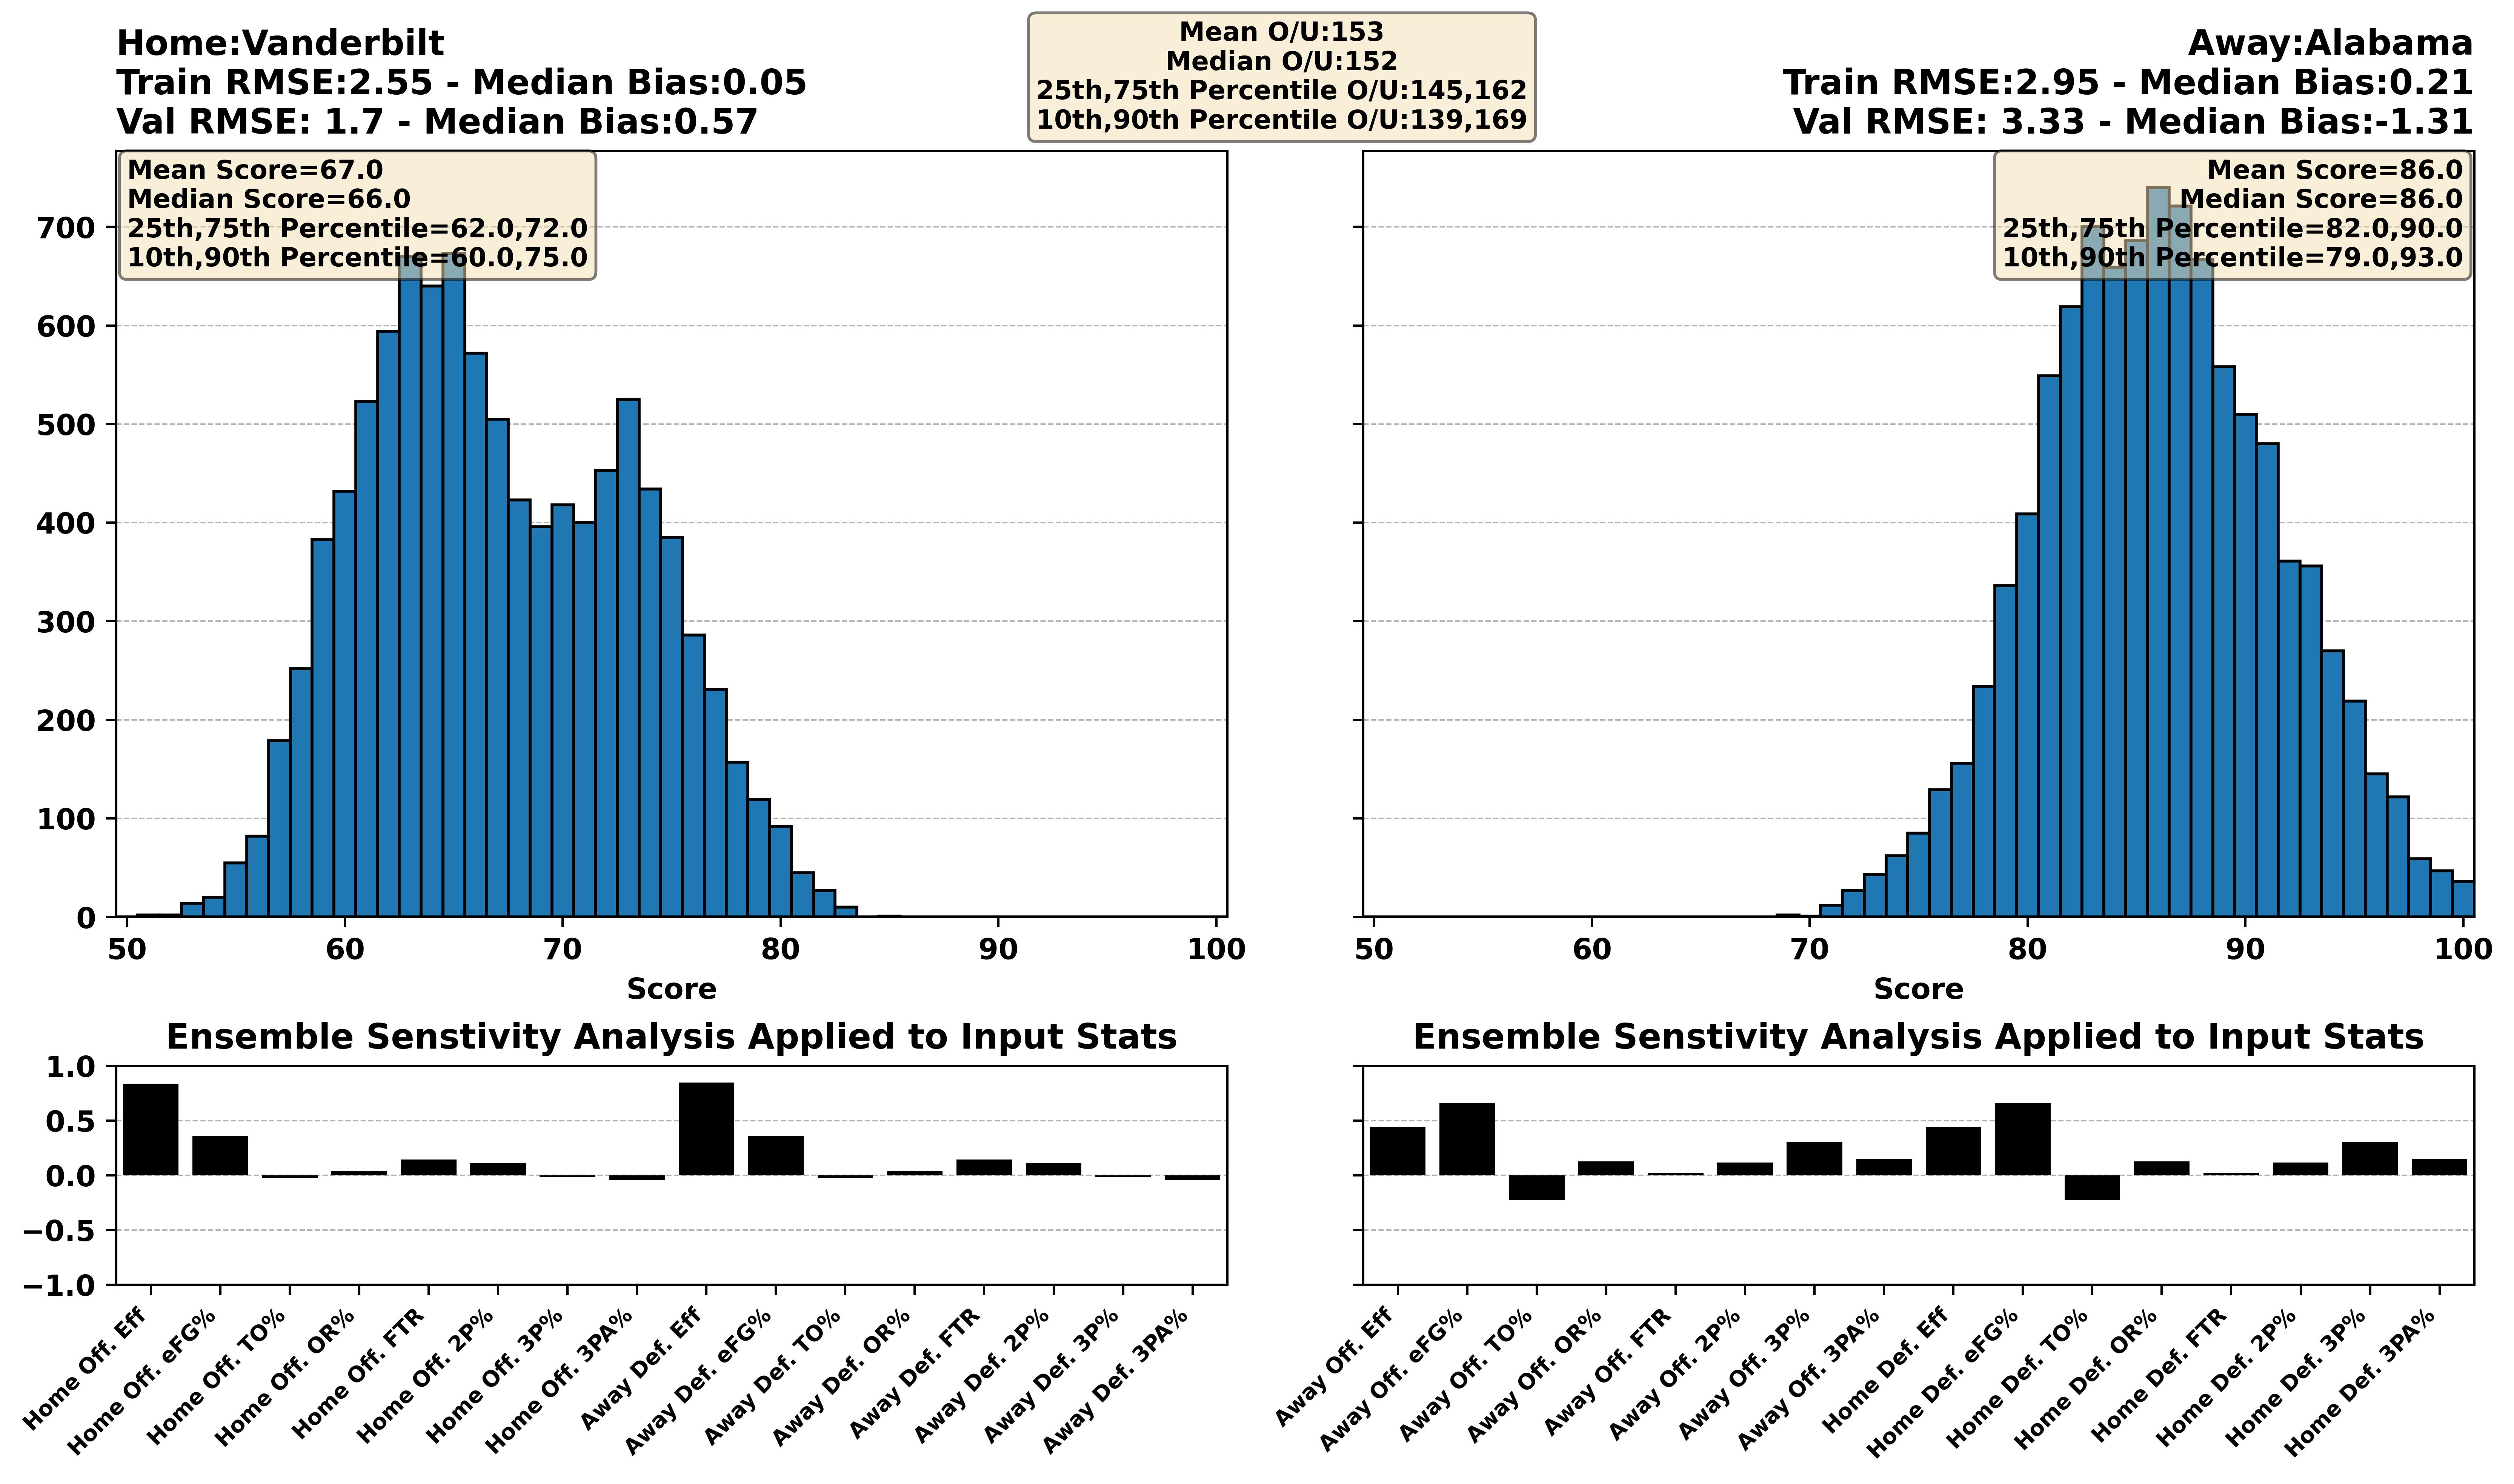 Mean O/U:153
Median O/U:152
25th,75th Percentile O/U:145,162
10th,90th Percentile O/U:139,169
Home:Vanderbilt
Train RMSE:2.55 - Median Bias:0.05
Val RMSE: 1.7 - Median Bias:0.57
Away:Alabama
Train RMSE:2.95 - Median Bias:0.21
Val RMSE: 3.33 - Median Bias:-1.31
Mean Score=67.0
Median Score=66.0
25th,75th Percentile=62.0,72.0
10th,90th Percentile=60.0,75.0
700
600
500
400
300
200
100
0
50 60 70 80 90 100
Score
Mean Score=86.0
Median Score=86.0
25th,75th Percentile=82.0,90.0
10th,90th Percentile=79.0,93.0
50 60 70 80 90 100
Score
Ensemble Senstivity Analysis Applied to Input Stats
1.0
0.5
0.0
−0.5
−1.0
Home Off. Eff
Home Off. eFG%
Home Off. TO%
Home Off. OR%
Home Off. FTR
Home Off. 2P%
Home Off. 3P%
Home Off. 3PA%
Away Def. Eff
Away Def. eFG%
Away Def. TO%
Away Def. OR%
Away Def. FTR
Away Def. 2P%
Away Def. 3P%
Away Def. 3PA%
Ensemble Senstivity Analysis Applied to Input Stats
Away Off. Eff
Away Off. eFG%
Away Off. TO%
Away Off. OR%
Away Off. FTR
Away Off. 2P%
Away Off. 3P%
Away Off. 3PA%
Home Def. Eff
Home Def. eFG%
Home Def. TO%
Home Def. OR%
Home Def. FTR
Home Def. 2P%
Home Def. 3P%
Home Def. 3PA%